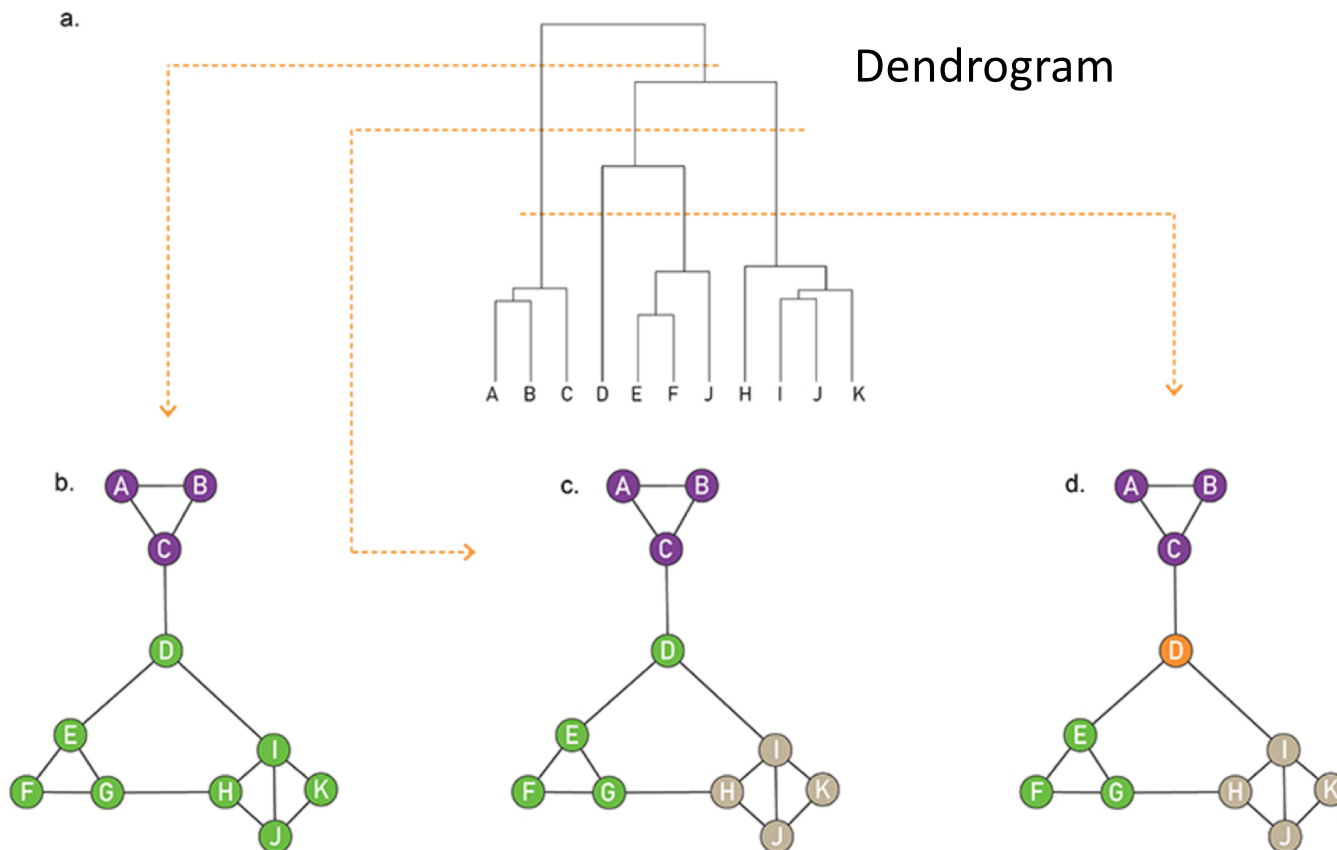 a.
Dendrogram
A B C D E F J H I J K
b. A B
C
D
E
I
F G H K
J
c. A B
C
D
E
I
F G H K
J
d. A B
C
D
E
I
F G H K
J